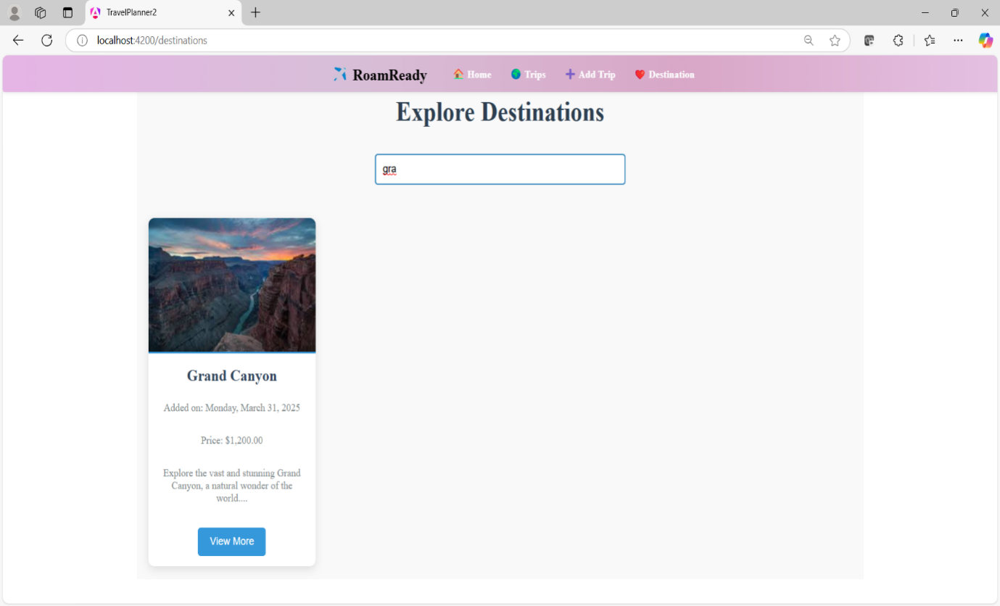 TravelPlanner2
localhost:4200/destinations
RoamReady
Home
Trips
Add Trip
Destination
Explore Destinations
gra
Grand Canyon
Added on: Monday, March 31, 2025
Price: $1,200.00
Explore the vast and stunning Grand
Canyon, a natural wonder of the
world....
View More